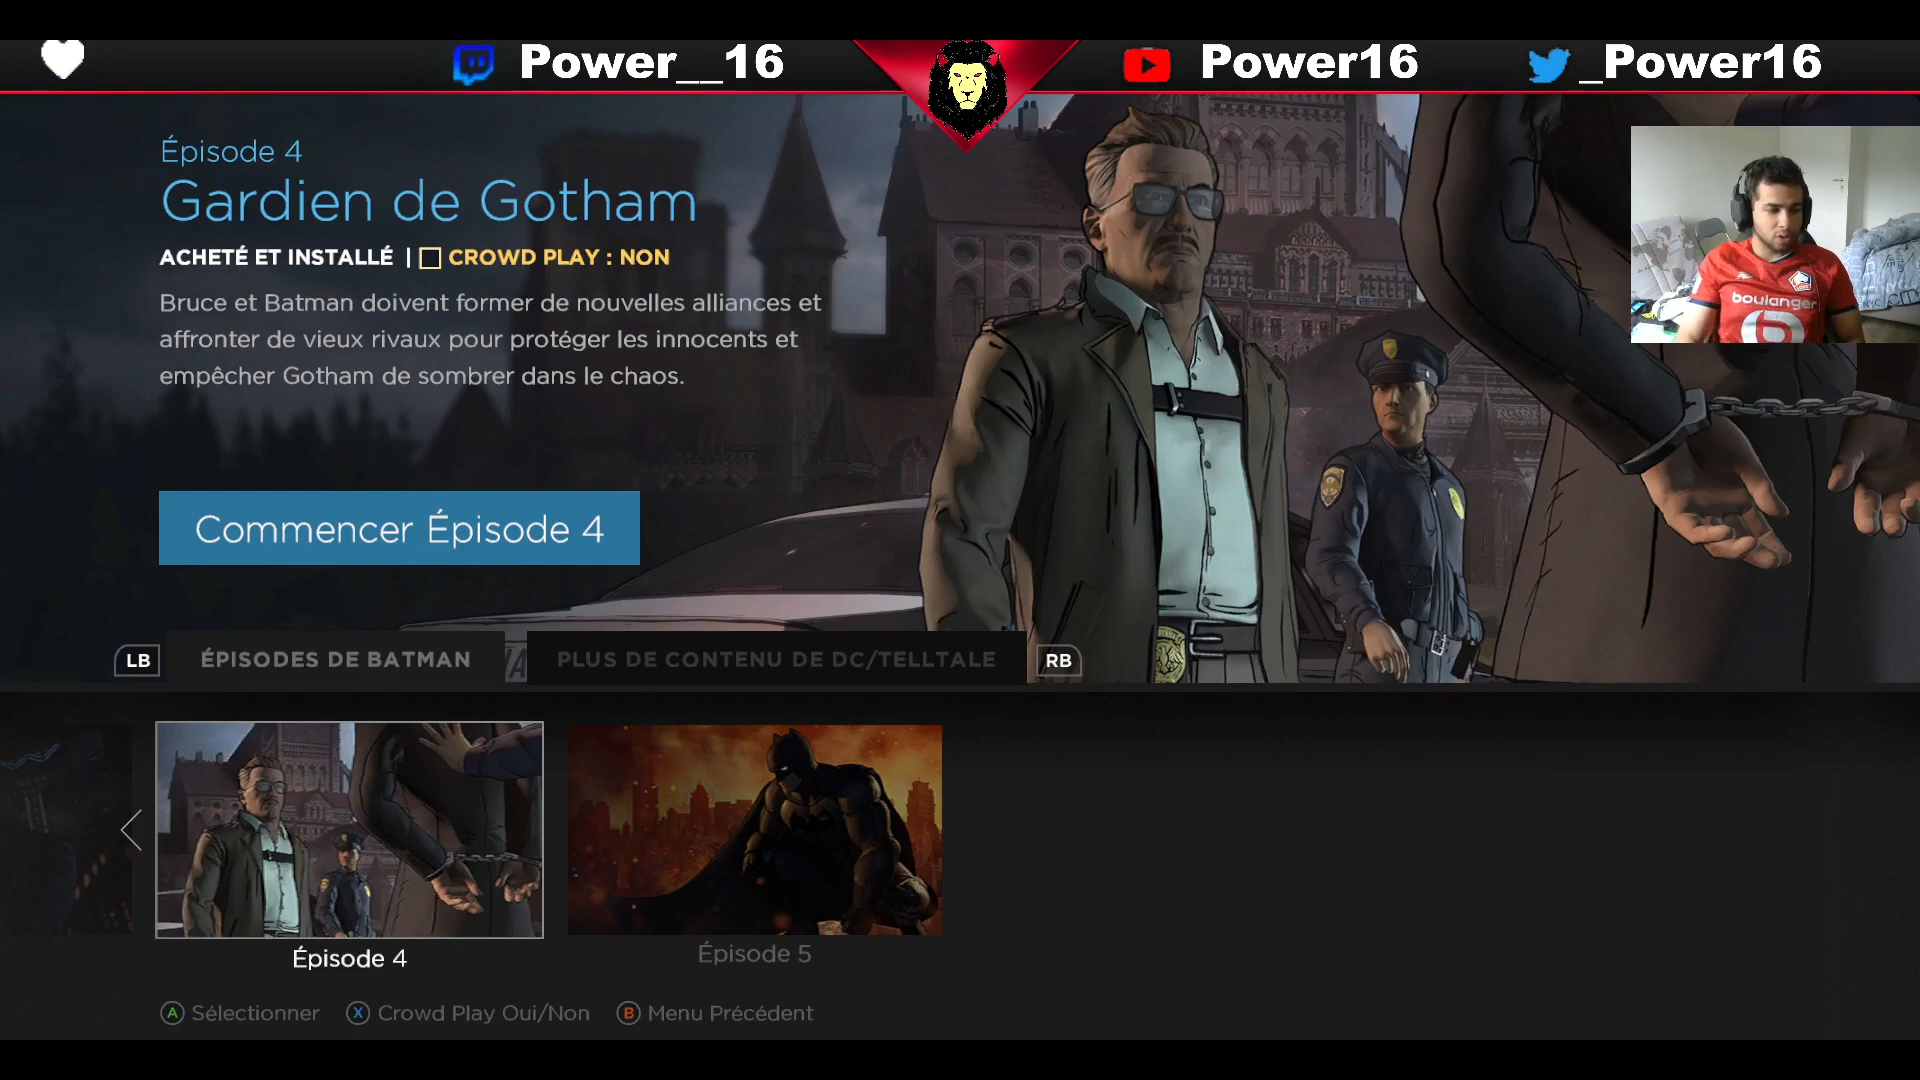 Power__16
Power16
_Power16
Épisode 4
Gardien de Gotham
ACHETÉ ET INSTALLÉ | CROWD PLAY : NON
Bruce et Batman doivent former de nouvelles alliances et
affronter de vieux rivaux pour protéger les innocents et
empêcher Gotham de sombrer dans le chaos.
boulanger
Commencer Épisode 4
LB
ÉPISODES DE BATMAN
PLUS DE CONTENU DE DC/TELLTALE
RB
Épisode 4
Épisode 5
A Sélectionner
X Crowd Play Oui/Non
B Menu Précédent